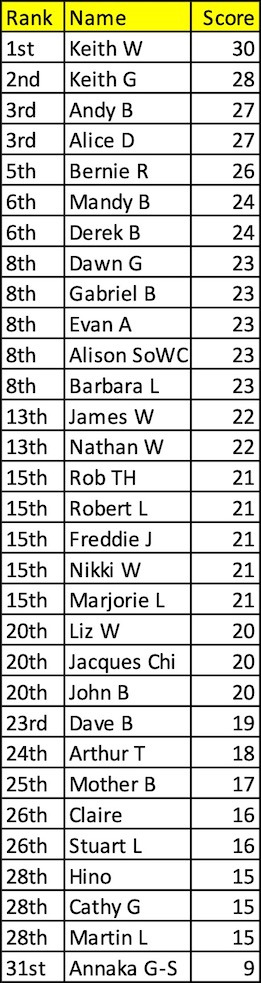 Rank Name Score
1st Keith W 30
2nd Keith G 28
3rd Andy B 27
3rd Alice D 27
5th Bernie R 26
6th Mandy B 24
6th Derek B 24
8th Dawn G 23
8th Gabriel B 23
8th Evan A 23
8th Alison SoWC 23
8th Barbara L 23
13th James W 22
13th Nathan W 22
15th Rob TH 21
15th Robert L 21
15th Freddie J 21
15th Nikki W 21
15th Marjorie L 21
20th Liz W 20
20th Jacques Chi 20
20th John B 20
23rd Dave B 19
24th Arthur T 18
25th Mother B 17
26th Claire 16
26th Stuart L 16
28th Hino 15
28th Cathy G 15
28th Martin L 15
31st Annaka G-S 9